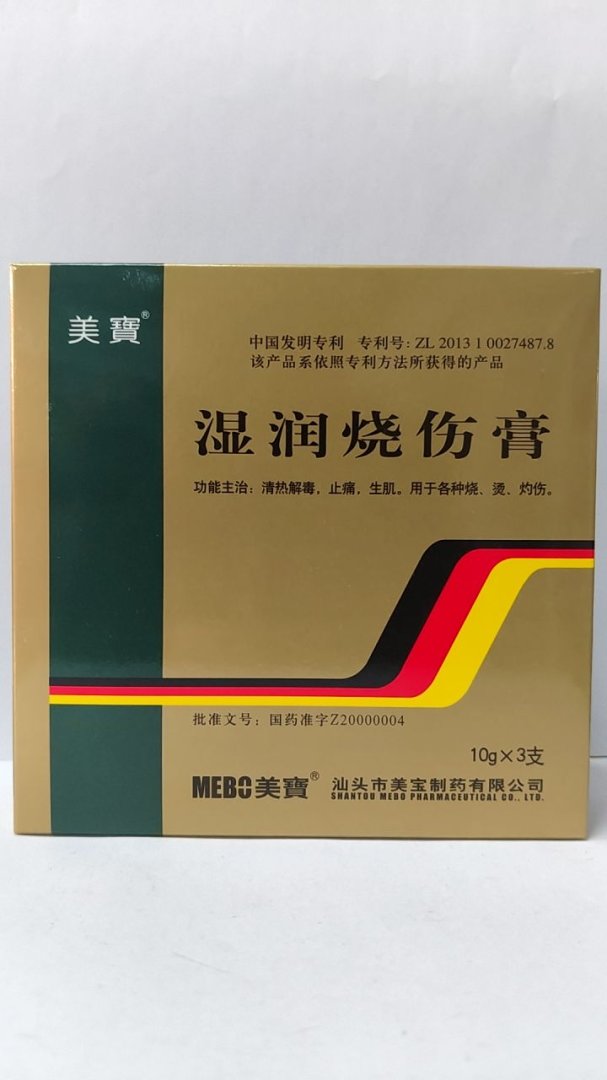 美寶®
中国发明专利 专利号: ZL 2013 1 0027487.8
该产品系依照专利方法所获得的产品
湿润烧伤膏
功能主治：清热解毒，止痛，生肌。用于各种烧、烫、灼伤。
批准文号：国药准字Z20000004
10g×3支
MEBO美寶® 汕头市美宝制药有限公司
SHANTOU MEBO PHARMACEUTICAL CO., LTD.